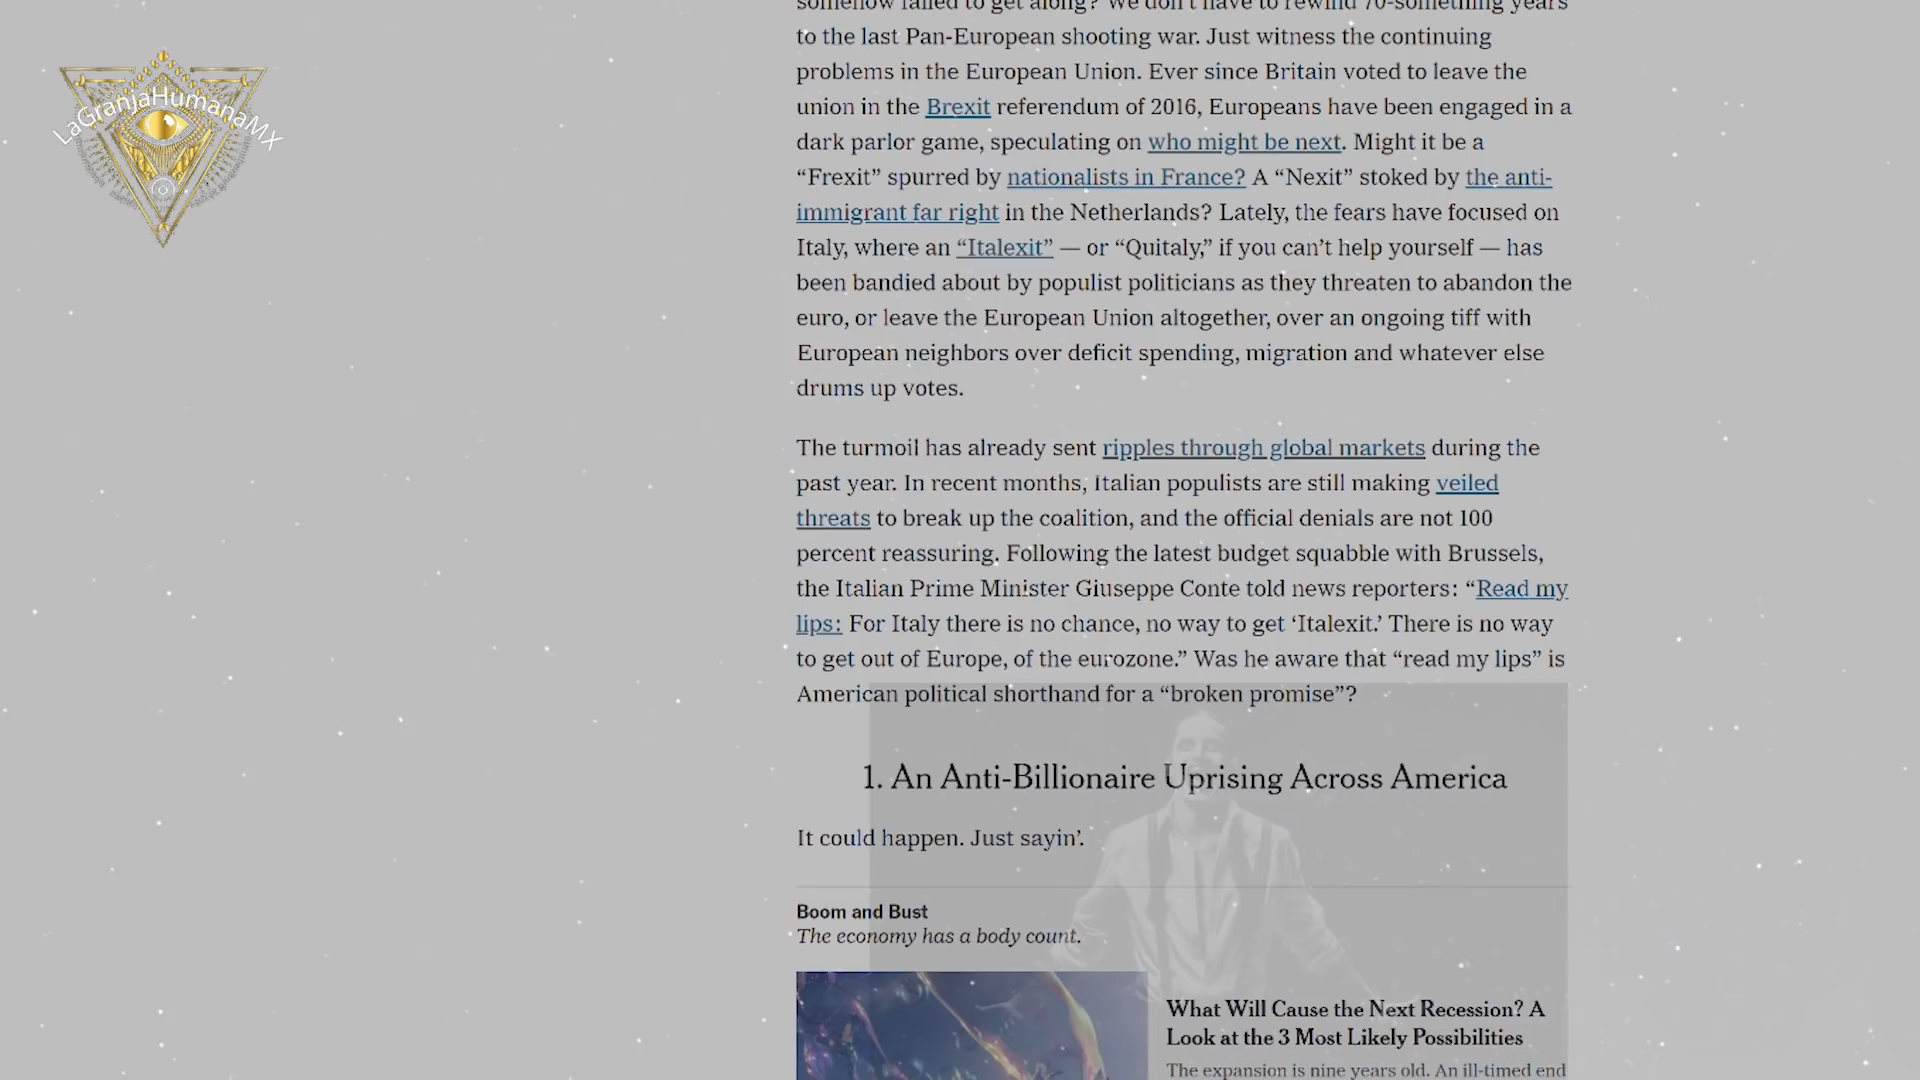 somehow failed to get along? We don't have to rewind 70-something years
to the last Pan-European shooting war. Just witness the continuing
problems in the European Union. Ever since Britain voted to leave the
union in the Brexit referendum of 2016, Europeans have been engaged in a
dark parlor game, speculating on who might be next. Might it be a
“Frexit” spurred by nationalists in France? A “Nexit” stoked by the anti-
immigrant far right in the Netherlands? Lately, the fears have focused on
Italy, where an “Italexit” — or “Quitaly,” if you can’t help yourself — has
been bandied about by populist politicians as they threaten to abandon the
euro, or leave the European Union altogether, over an ongoing tiff with
European neighbors over deficit spending, migration and whatever else
drums up votes.
The turmoil has already sent ripples through global markets during the
past year. In recent months, Italian populists are still making veiled
threats to break up the coalition, and the official denials are not 100
percent reassuring. Following the latest budget squabble with Brussels,
the Italian Prime Minister Giuseppe Conte told news reporters: “Read my
lips: For Italy there is no chance, no way to get ‘Italexit.’ There is no way
to get out of Europe, of the eurozone.” Was he aware that “read my lips” is
American political shorthand for a “broken promise”?
1. An Anti-Billionaire Uprising Across America
It could happen. Just sayin’.
Boom and Bust
The economy has a body count.
What Will Cause the Next Recession? A
Look at the 3 Most Likely Possibilities
The expansion is nine years old. An ill-timed end
LaGranjaHumanaMX